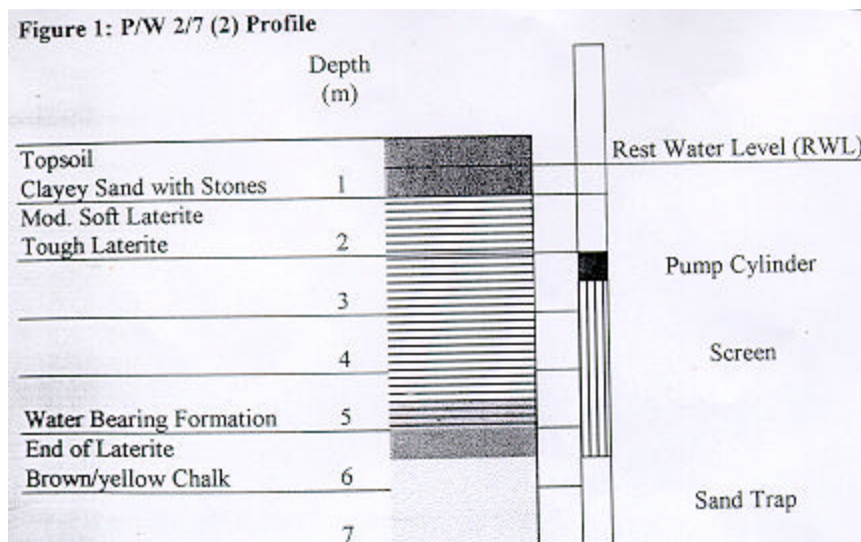 Figure 1: P/W 2/7 (2) Profile
Depth
(m)
Rest Water Level (RWL)
Topsoil
Clayey Sand with Stones 1
Mod. Soft Laterite
Tough Laterite 2
Pump Cylinder
3
Screen
4
Water Bearing Formation 5
End of Laterite
Brown/yellow Chalk 6
Sand Trap
7